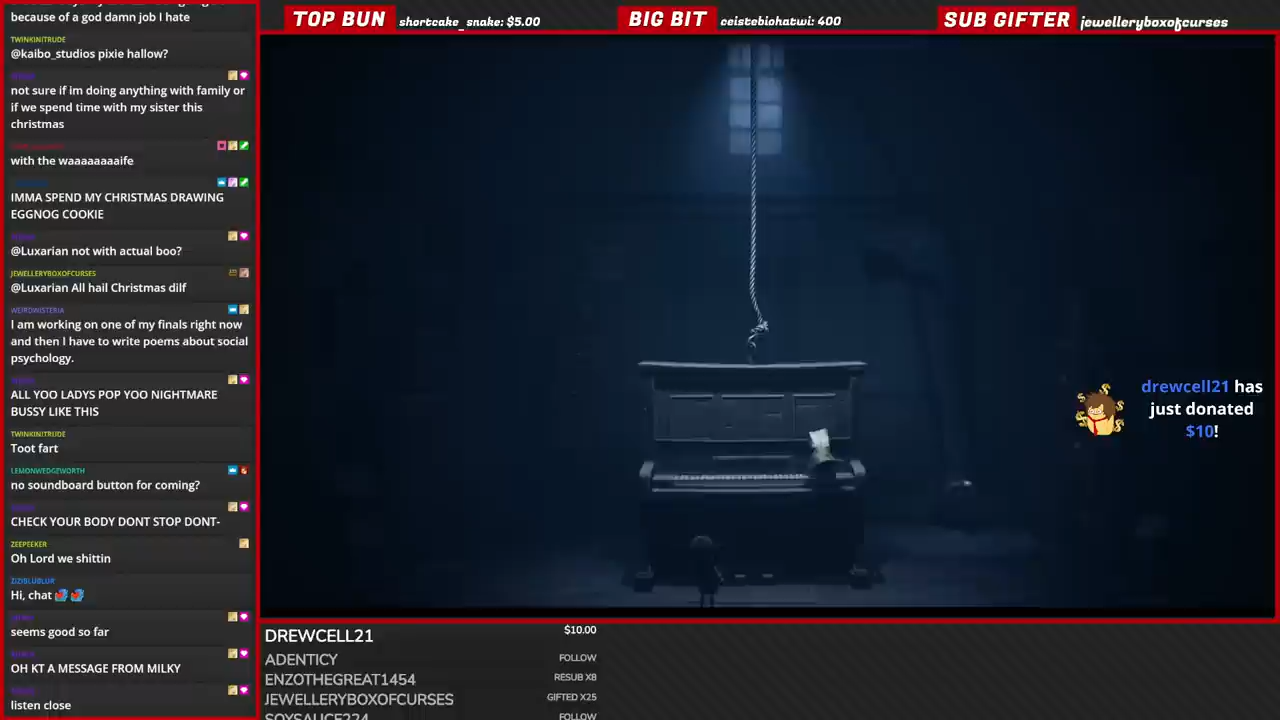 because of a god damn job I hate
TWINKINITRUDE
@kaibo_studios pixie hallow?
not sure if im doing anything with family or
if we spend time with my sister this
christmas
with the waaaaaaaaife
IMMA SPEND MY CHRISTMAS DRAWING
EGGNOG COOKIE
@Luxarian not with actual boo?
JEWELLERYBOXOFCURSES
@Luxarian All hail Christmas dilf
WEIRDWISTERIA
I am working on one of my finals right now
and then I have to write poems about social
psychology.
ALL YOO LADYS POP YOO NIGHTMARE
BUSSY LIKE THIS
TWINKINITRUDE
Toot fart
LEMONWEDGEWORTH
no soundboard button for coming?
CHECK YOUR BODY DONT STOP DONT-
ZEEPEEKER
Oh Lord we shittin
ZIZISLUBLUR
Hi, chat
seems good so far
OH KT A MESSAGE FROM MILKY
listen close
TOP BUN shortcake_snake: $5.00
BIG BIT ceistebiohatwi: 400
SUB GIFTER jewelleryboxofcurses
drewcell21 has
just donated
$10!
DREWCELL21 $10.00
ADENTICY FOLLOW
ENZOTHEGREAT1454 RESUB X8
JEWELLERYBOXOFCURSES GIFTED X25
SOYSAUCE224 FOLLOW